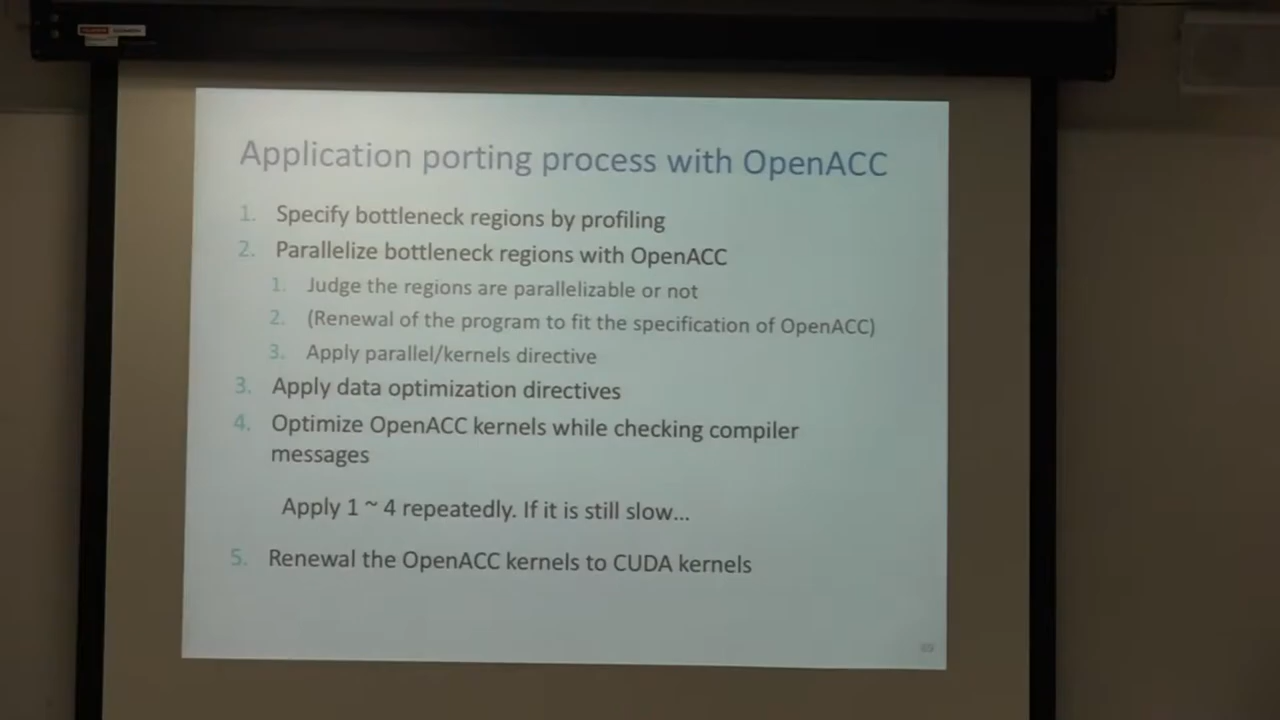 Application porting process with OpenACC
1. Specify bottleneck regions by profiling
2. Parallelize bottleneck regions with OpenACC
1. Judge the regions are parallelizable or not
2. (Renewal of the program to fit the specification of OpenACC)
3. Apply parallel/kernels directive
3. Apply data optimization directives
4. Optimize OpenACC kernels while checking compiler
messages
Apply 1 ~ 4 repeatedly. If it is still slow...
5. Renewal the OpenACC kernels to CUDA kernels